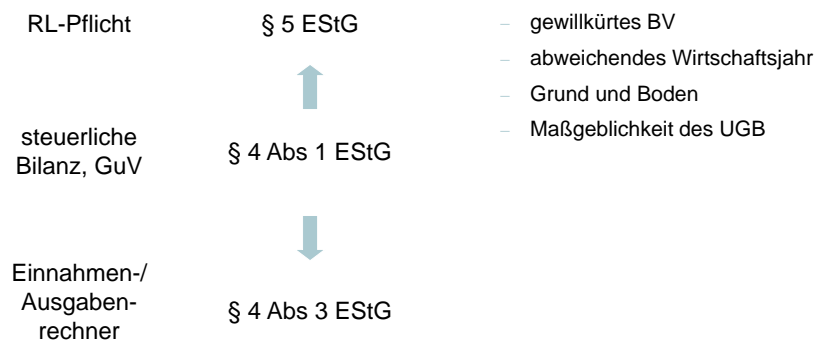 RL-Pflicht
§ 5 EStG
– gewillkürtes BV
– abweichendes Wirtschaftsjahr
– Grund und Boden
– Maßgeblichkeit des UGB
steuerliche
Bilanz, GuV
§ 4 Abs 1 EStG
Einnahmen-/
Ausgaben-
rechner
§ 4 Abs 3 EStG